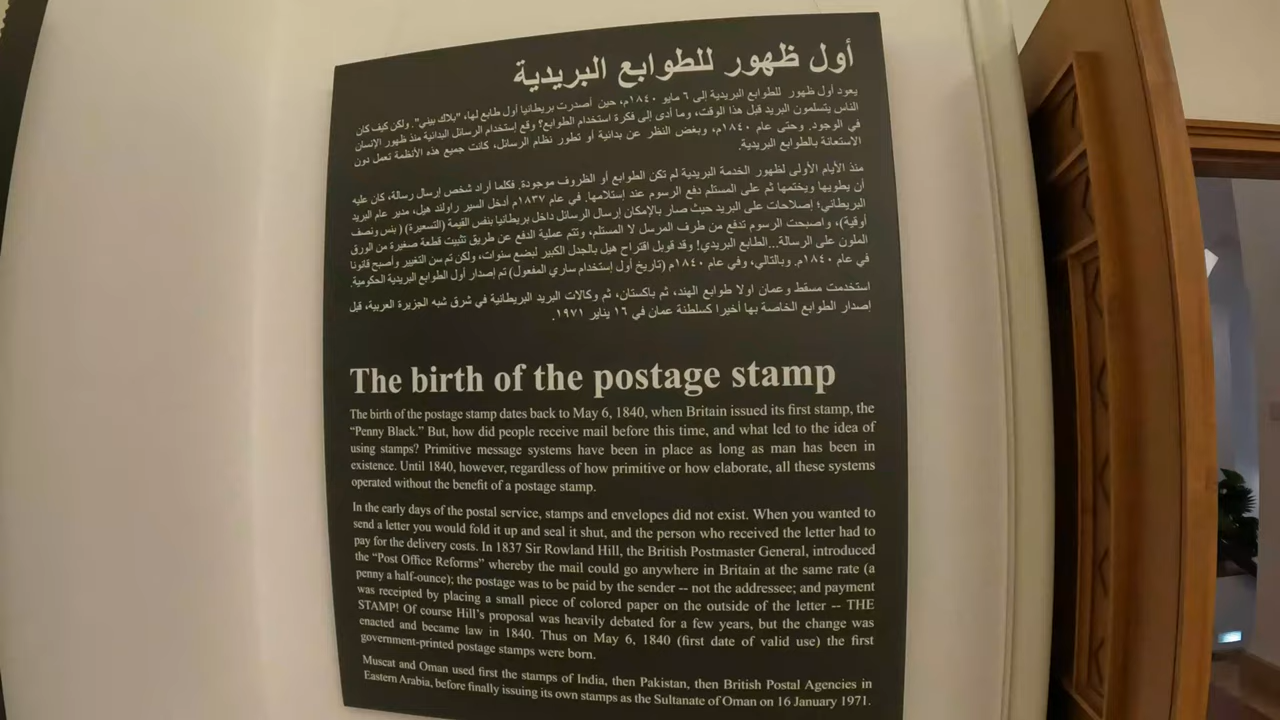 أول ظهور للطوابع البريدية
يعود أول ظهور للطوابع البريدية إلى ٦ مايو ١٨٤٠م، حين أصدرت بريطانيا أول طابع لها، "بلاك بيني". ولكن كيف كان
الناس يتسلمون البريد قبل هذا الوقت، وما أدى إلى فكرة استخدام الطوابع؟ وقع إستخدام الرسائل البدائية منذ ظهور الإنسان
في الوجود. وحتى عام ١٨٤٠م، وبغض النظر عن بدائية أو تطور نظام الرسائل، كانت جميع هذه الأنظمة تعمل دون
الاستعانة بالطوابع البريدية.
منذ الأيام الأولى لظهور الخدمة البريدية لم تكن الطوابع أو الظروف موجودة. فكلما أراد شخص إرسال رسالة، كان عليه
أن يطويها ويختمها ثم على المستلم دفع الرسوم عند إستلامها. في عام ١٨٣٧م أدخل السير راولند هيل، مدير عام البريد
البريطاني؛ إصلاحات على البريد حيث صار بالإمكان إرسال الرسائل داخل بريطانيا بنفس القيمة (التسعيرة) ( بنس ونصف
أوقية)، واصبحت الرسوم تدفع من طرف المرسل لا المستلم، وتتم عملية الدفع عن طريق تثبيت قطعة صغيرة من الورق
الملون على الرسالة...الطابع البريدي! وقد قوبل اقتراح هيل بالجدل الكبير لبضع سنوات، ولكن تم سن التغيير وأصبح قانونا
في عام ١٨٤٠م. وبالتالي، وفي عام ١٨٤٠م (تاريخ أول إستخدام ساري المفعول) تم إصدار أول الطوابع البريدية الحكومية.
استخدمت مسقط وعمان اولا طوابع الهند، ثم باكستان، ثم وكالات البريد البريطانية في شرق شبه الجزيرة العربية، قبل
إصدار الطوابع الخاصة بها أخيرا كسلطنة عمان في ١٦ يناير ١٩٧١.
The birth of the postage stamp
The birth of the postage stamp dates back to May 6, 1840, when Britain issued its first stamp, the
“Penny Black.” But, how did people receive mail before this time, and what led to the idea of
using stamps? Primitive message systems have been in place as long as man has been in
existence. Until 1840, however, regardless of how primitive or how elaborate, all these systems
operated without the benefit of a postage stamp.
In the early days of the postal service, stamps and envelopes did not exist. When you wanted to
send a letter you would fold it up and seal it shut, and the person who received the letter had to
pay for the delivery costs. In 1837 Sir Rowland Hill, the British Postmaster General, introduced
the “Post Office Reforms” whereby the mail could go anywhere in Britain at the same rate (a
penny a half-ounce); the postage was to be paid by the sender -- not the addressee; and payment
was receipted by placing a small piece of colored paper on the outside of the letter -- THE
STAMP! Of course Hill’s proposal was heavily debated for a few years, but the change was
enacted and became law in 1840. Thus on May 6, 1840 (first date of valid use) the first
government-printed postage stamps were born.
Muscat and Oman used first the stamps of India, then Pakistan, then British Postal Agencies in
Eastern Arabia, before finally issuing its own stamps as the Sultanate of Oman on 16 January 1971.